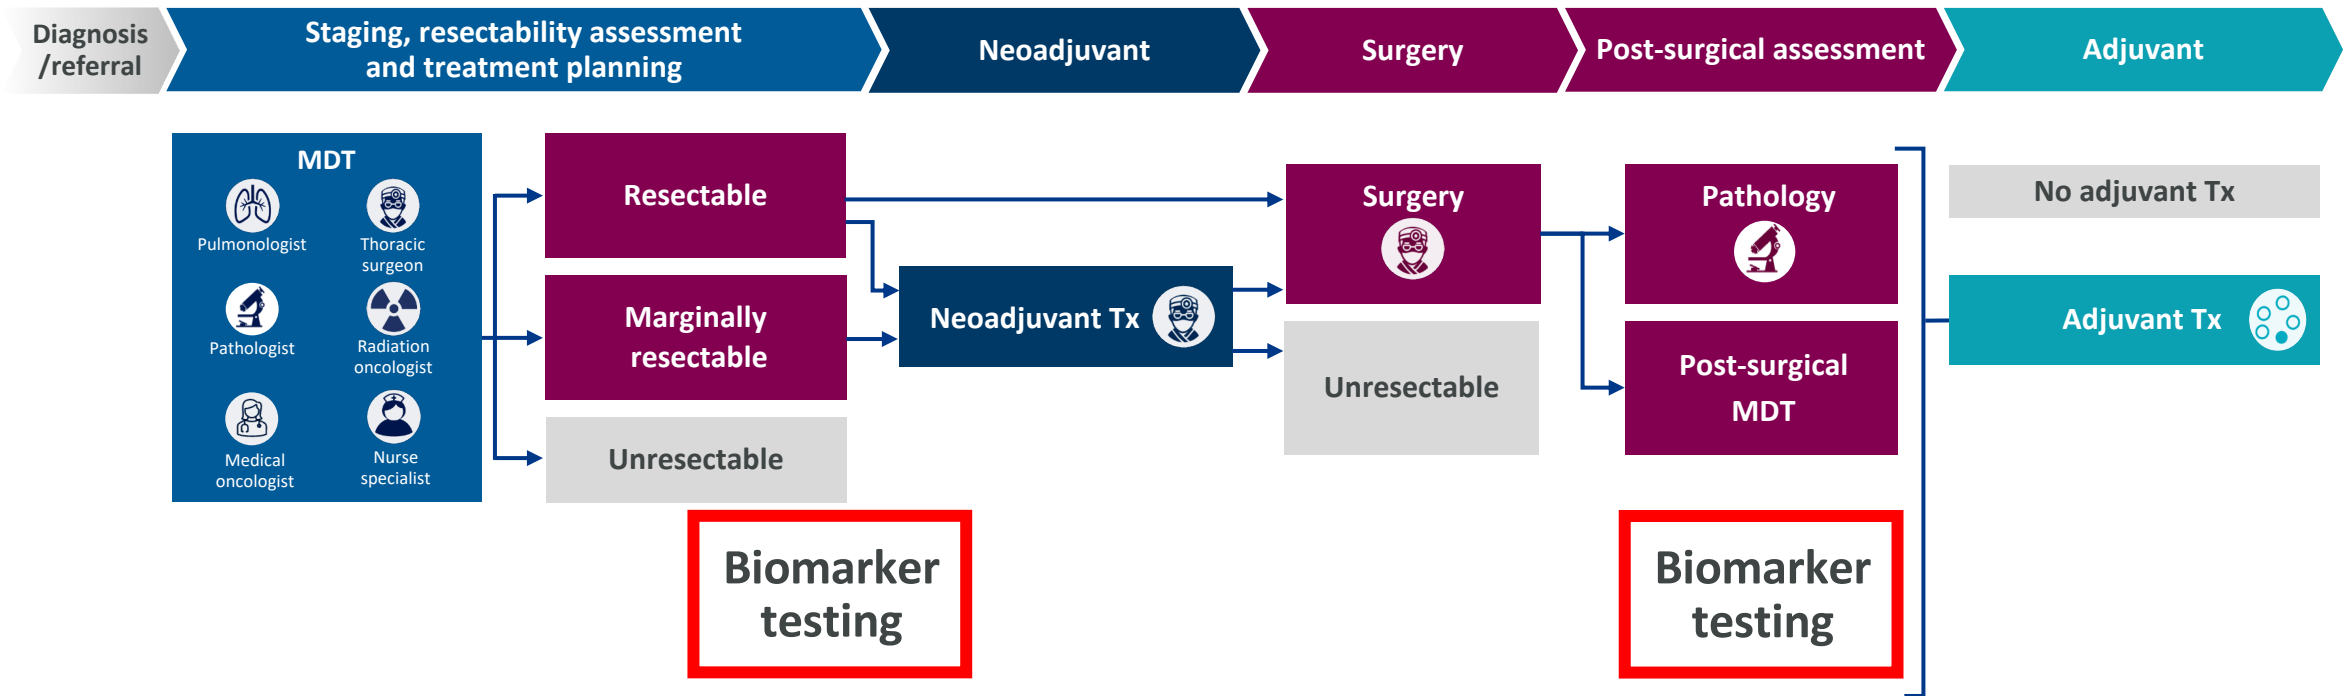 Diagnosis
/referral
Staging, resectability assessment
and treatment planning
Neoadjuvant
Surgery
Post-surgical assessment
Adjuvant
MDT
Pulmonologist
Thoracic
surgeon
Pathologist
Radiation
oncologist
Medical
oncologist
Nurse
specialist
Resectable
Marginally
resectable
Unresectable
Neoadjuvant Tx
Surgery
Unresectable
Pathology
Post-surgical
MDT
No adjuvant Tx
Adjuvant Tx
Biomarker
testing
Biomarker
testing